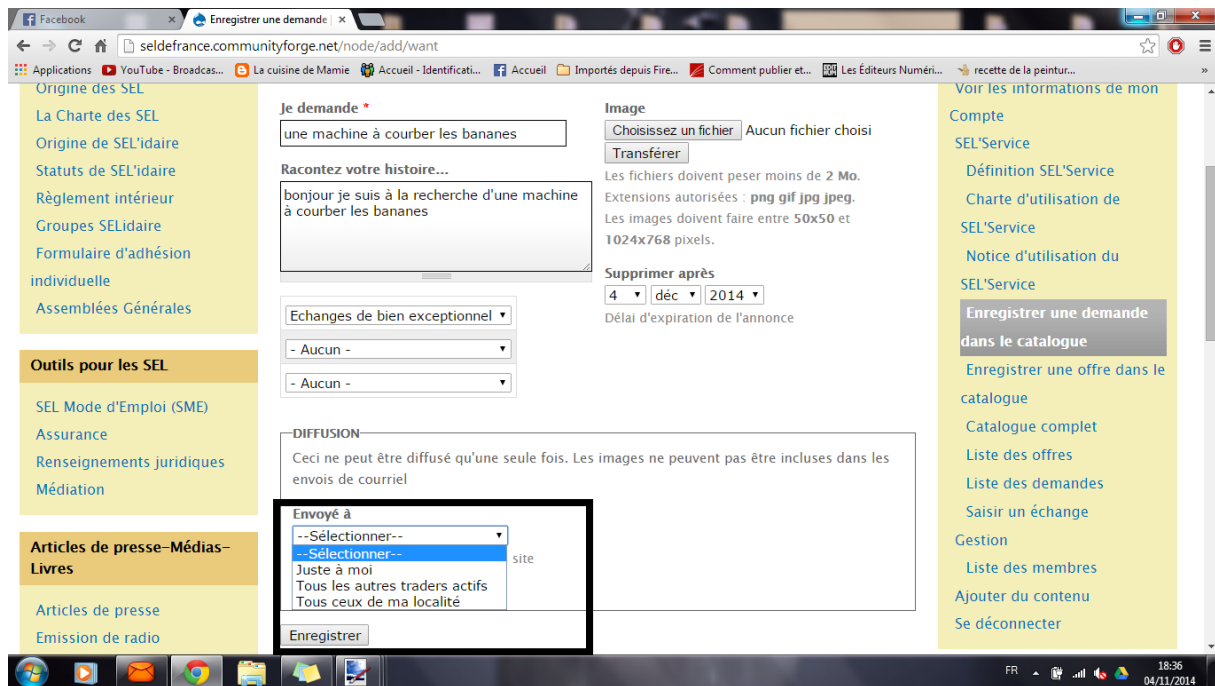 Facebook
Enregistrer une demande
seldefrance.communityforge.net/node/add/want
Applications
YouTube - Broadcas...
La cuisine de Mamie
Accueil - Identificati...
Accueil
Importés depuis Fire...
Comment publier et...
Les Éditeurs Numéri...
recette de la peintur...
»
Origine des SEL
La Charte des SEL
Origine de SEL'idaire
Statuts de SEL'idaire
Règlement intérieur
Groupes SELidaire
Formulaire d'adhésion
individuelle
Assemblées Générales
Outils pour les SEL
SEL Mode d'Emploi (SME)
Assurance
Renseignements juridiques
Médiation
Articles de presse-Médias-
Livres
Articles de presse
Emission de radio
Je demande *
une machine à courber les bananes
Racontez votre histoire...
bonjour je suis à la recherche d'une machine
à courber les bananes
Echanges de bien exceptionnel
- Aucun -
- Aucun -
Image
Choisissez un fichier Aucun fichier choisi
Transférer
Les fichiers doivent peser moins de 2 Mo.
Extensions autorisées : png gif jpg jpeg.
Les images doivent faire entre 50x50 et
1024x768 pixels.
Supprimer après
4 déc 2014
Délai d'expiration de l'annonce
DIFFUSION
Ceci ne peut être diffusé qu'une seule fois. Les images ne peuvent pas être incluses dans les
envois de courriel
Envoyé à
--Sélectionner--
--Sélectionner--
site
Juste à moi
Tous les autres traders actifs
Tous ceux de ma localité
Enregistrer
Voir les informations de mon
Compte
SEL'Service
Définition SEL'Service
Charte d'utilisation de
SEL'Service
Notice d'utilisation du
SEL'Service
Enregistrer une demande
dans le catalogue
Enregistrer une offre dans le
catalogue
Catalogue complet
Liste des offres
Liste des demandes
Saisir un échange
Gestion
Liste des membres
Ajouter du contenu
Se déconnecter
FR
18:36
04/11/2014